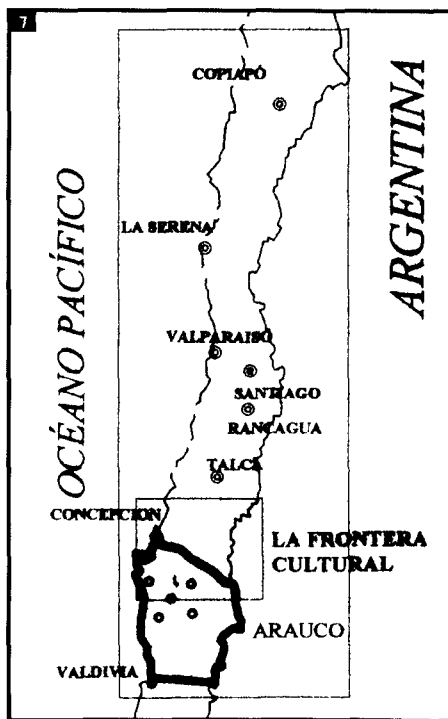 7
COPIAPÓ
ARGENTINA
OCÉANO PACÍFICO
LA SERENA
VALPARAISO
SANTIAGO
RANCAGUA
TALCA
CONCEPCION
LA FRONTERA
CULTURAL
ARAUCO
VALDIVIA